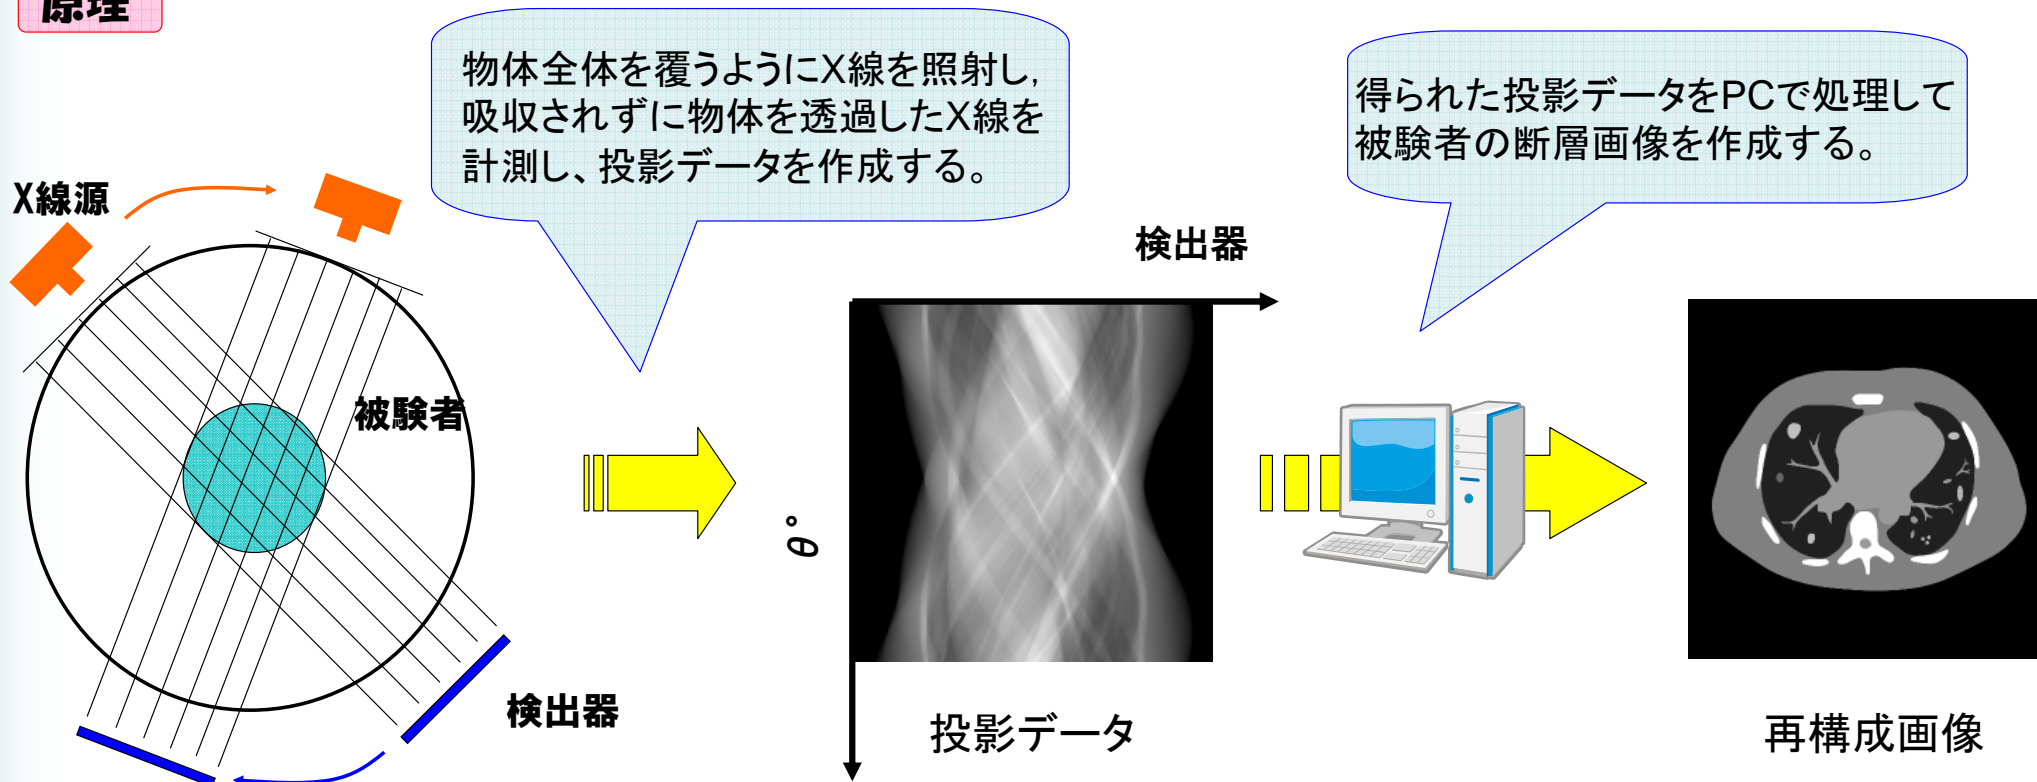 原理
物体全体を覆うようにX線を照射し,
吸収されずに物体を透過したX線を
計測し、投影データを作成する。
得られた投影データをPCで処理して
被験者の断層画像を作成する。
X線源
検出器
被験者
θ°
検出器
投影データ
再構成画像